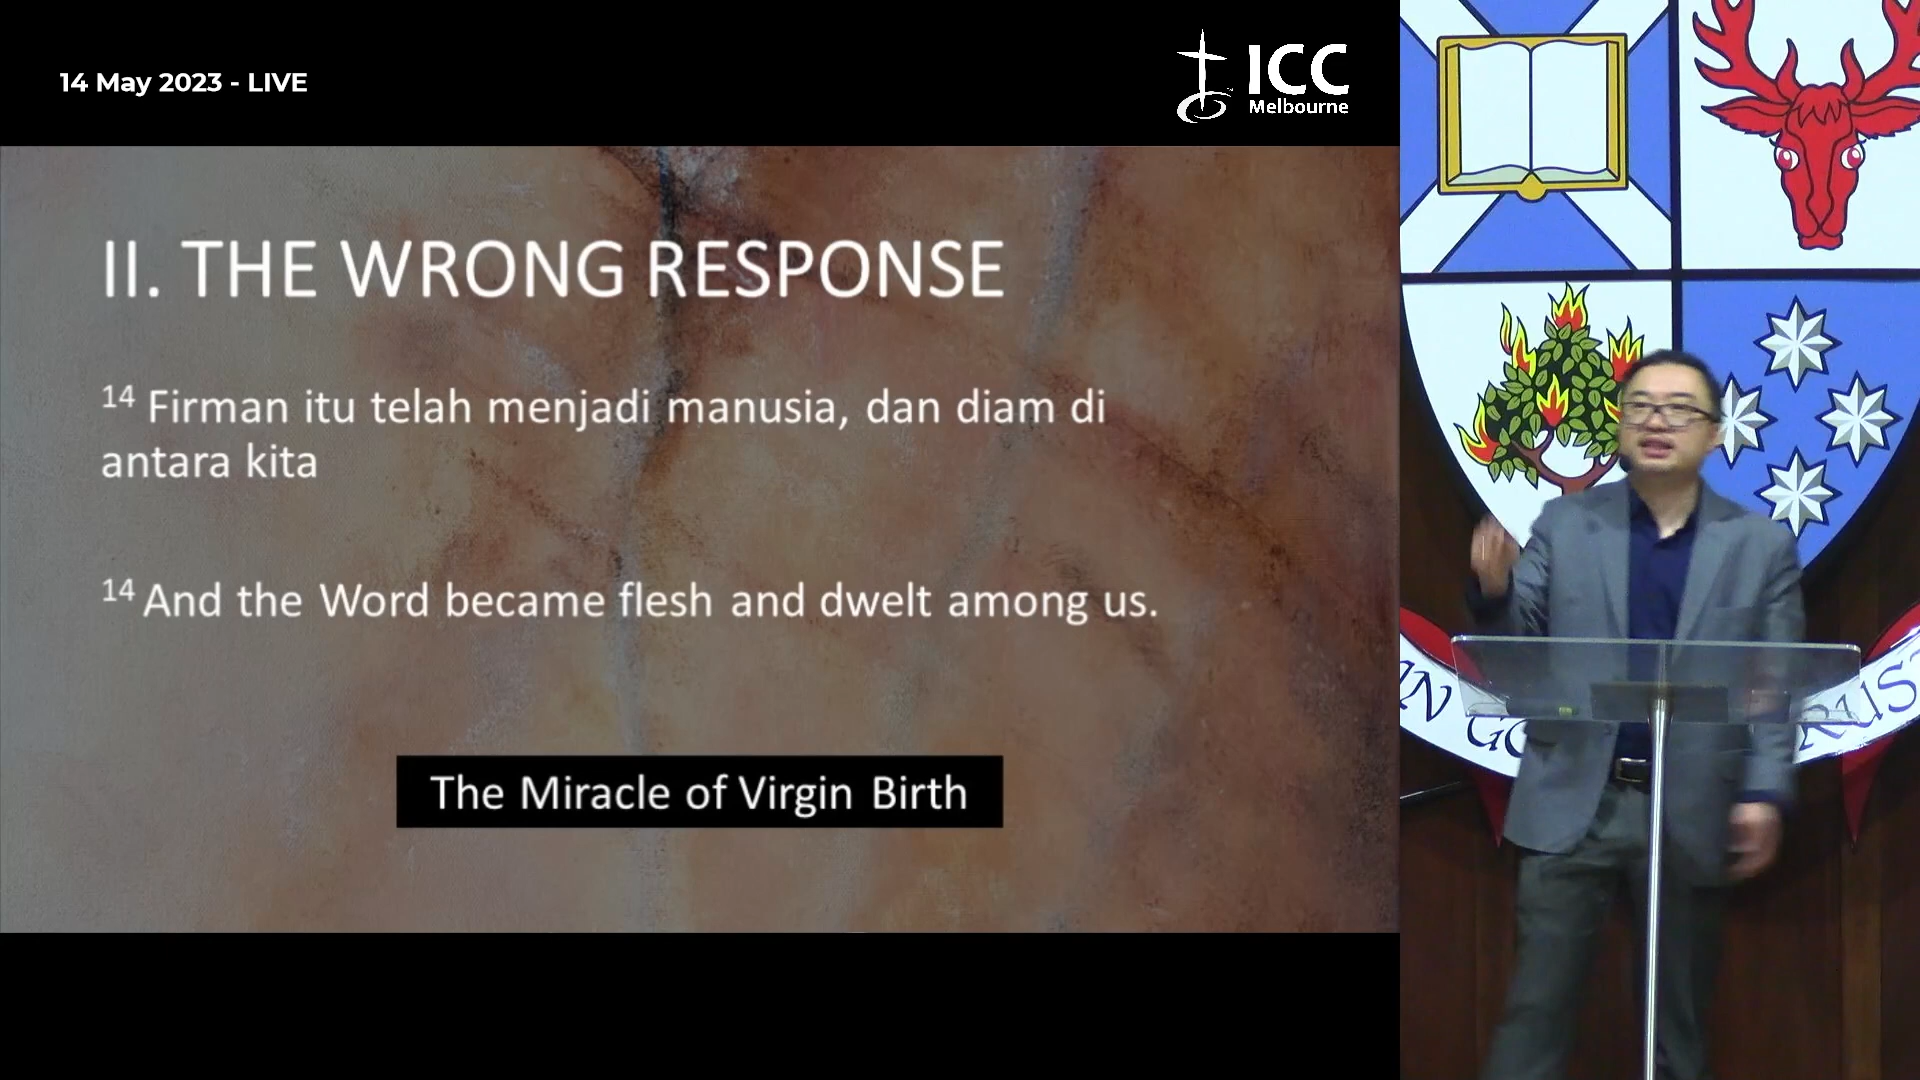 14 May 2023 - LIVE
ICC
Melbourne
II. THE WRONG RESPONSE
14 Firman itu telah menjadi manusia, dan diam di
antara kita
14 And the Word became flesh and dwelt among us.
The Miracle of Virgin Birth
IN